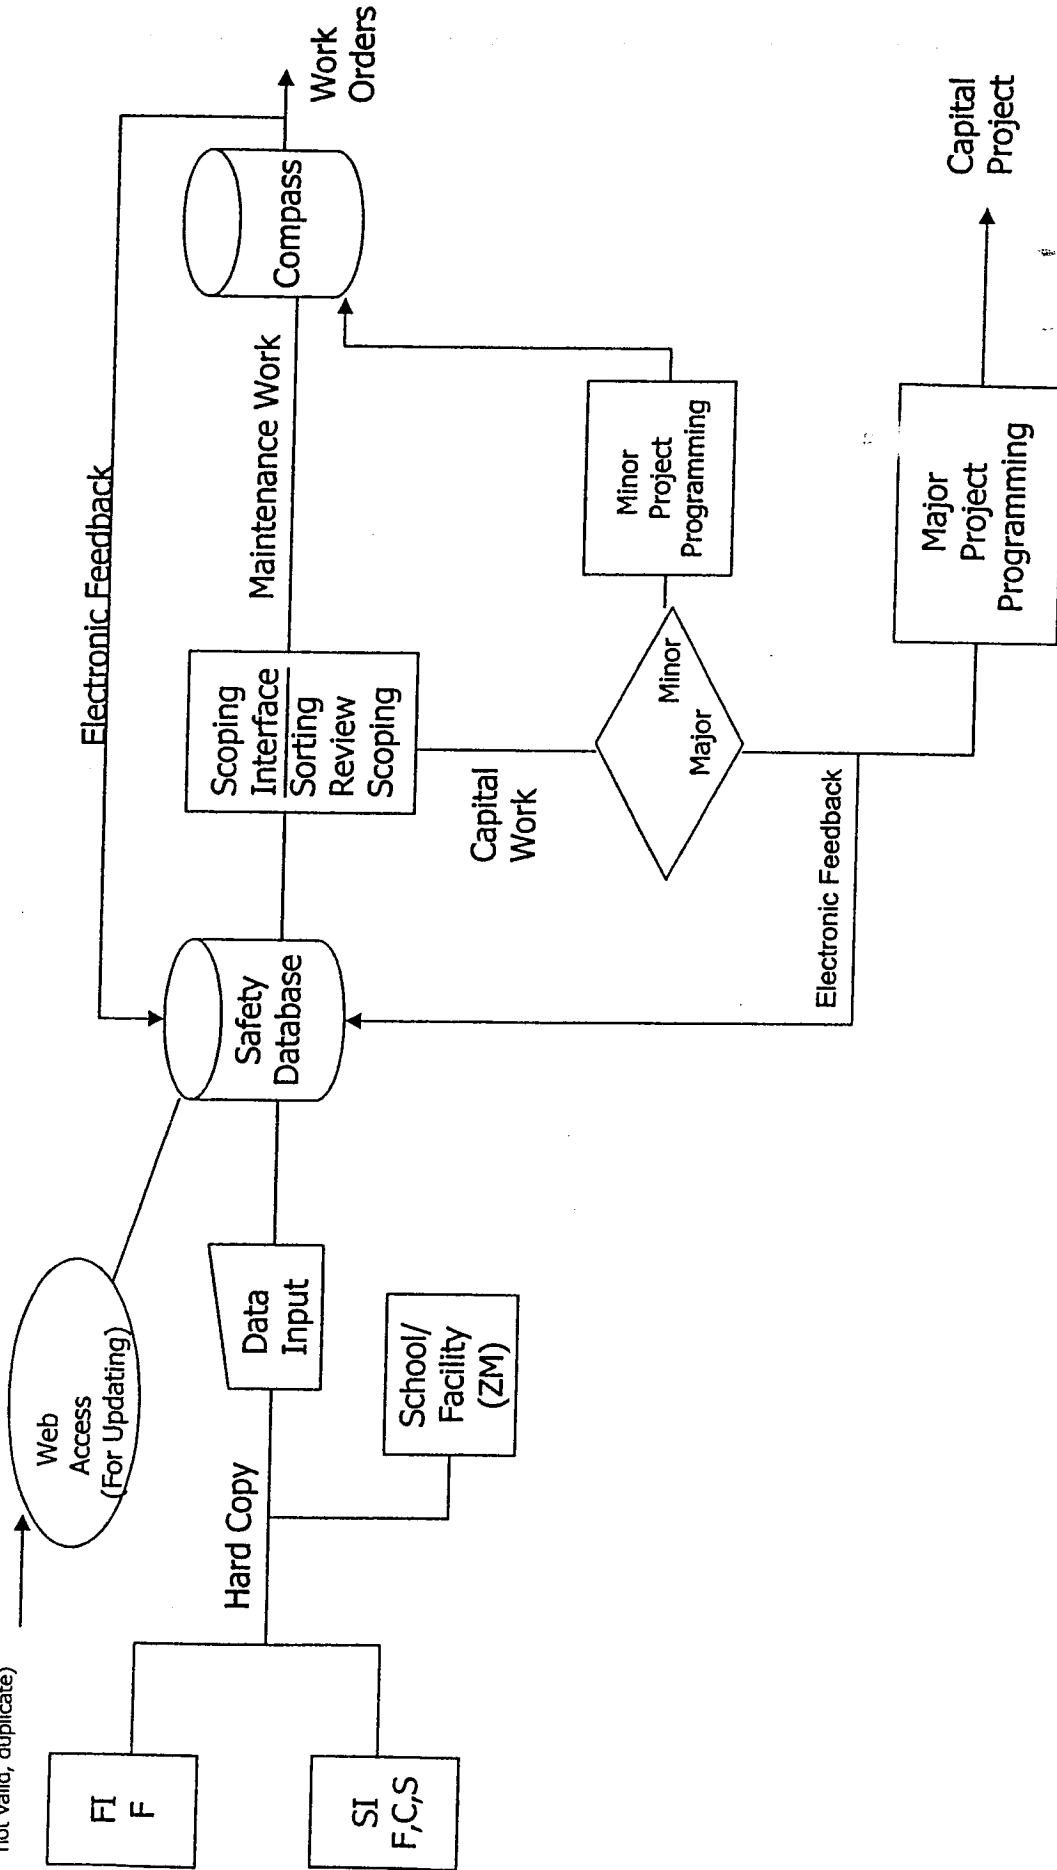 not valid, duplicate)
FI
F
SI
F,C,S
Hard Copy
Web
Access
(For Updating)
Data
Input
School/
Facility
(ZM)
Safety
Database
Electronic Feedback
Scoping
Interface
Sorting
Review
Scoping
Maintenance Work
Compass
Work
Orders
Capital
Work
Minor
Major
Minor
Project
Programming
Electronic Feedback
Major
Project
Programming
Capital
Project